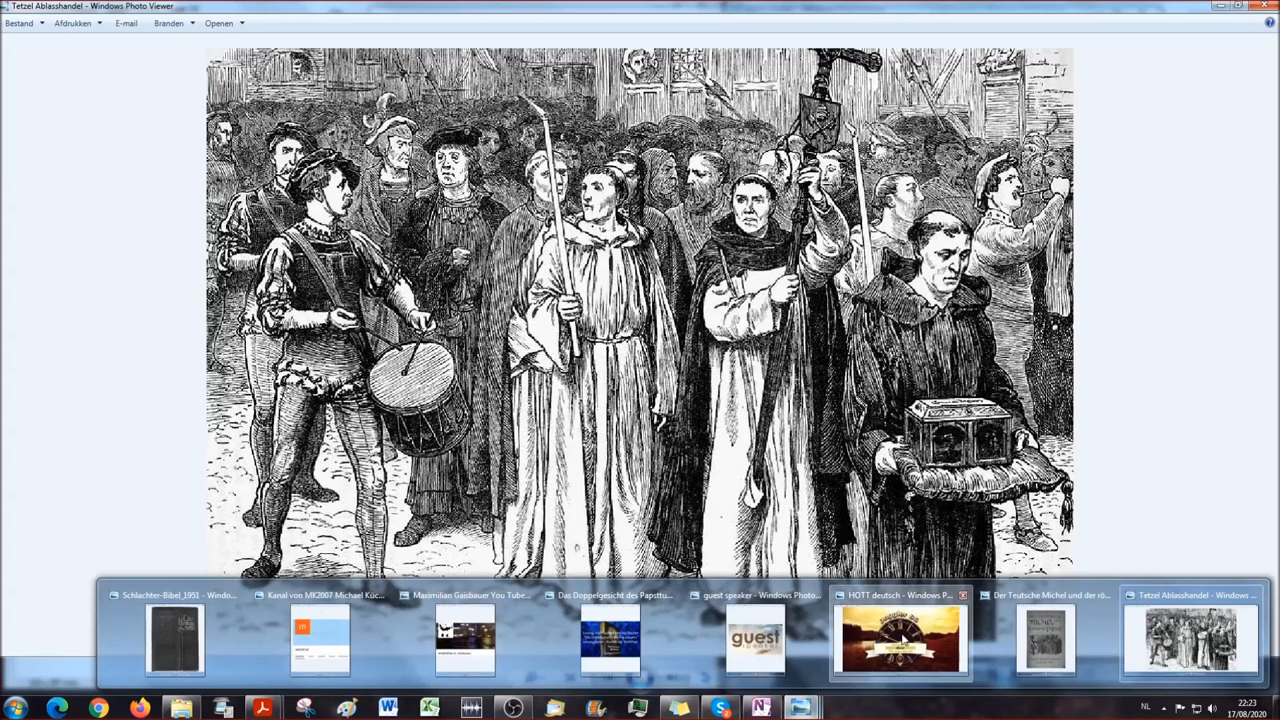 Tetzel Ablasshandel - Windows Photo Viewer
Bestand Afdrukken E-mail Branden Openen
Schlachter-Bibel_1951 - Windo...
Kanal von MK2007 Michael Küc...
Maximilian Gaisbauer You Tube...
Das Doppelgesicht des Papsttu...
guest speaker - Windows Photo...
HOTT deutsch - Windows P...
Der Teutsche Michel und der rö...
Tetzel Ablasshandel - Windows ...
guest
NL
22:23
17/08/2020